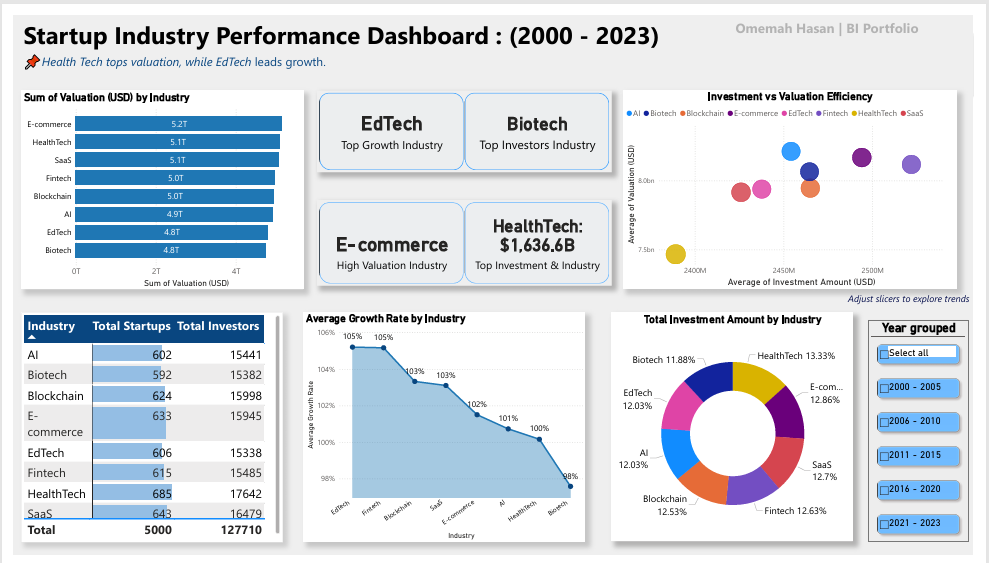 Startup Industry Performance Dashboard : (2000 - 2023)
Omemah Hasan | BI Portfolio
Health Tech tops valuation, while EdTech leads growth.
Sum of Valuation (USD) by Industry
E-commerce 5.2T
HealthTech 5.1T
SaaS 5.1T
Fintech 5.0T
Blockchain 5.0T
AI 4.9T
EdTech 4.8T
Biotech 4.8T
0T 2T 4T
Sum of Valuation (USD)
EdTech
Top Growth Industry
Biotech
Top Investors Industry
E-commerce
High Valuation Industry
HealthTech:
$1,636.6B
Top Investment & Industry
Investment vs Valuation Efficiency
AI Biotech Blockchain E-commerce EdTech Fintech HealthTech SaaS
Average of Valuation (USD)
8.0bn
7.5bn
2400M 2450M 2500M
Average of Investment Amount (USD)
Adjust slicers to explore trends
Industry Total Startups Total Investors
AI 602 15441
Biotech 592 15382
Blockchain 624 15998
E-
commerce 633 15945
EdTech 606 15338
Fintech 615 15485
HealthTech 685 17642
SaaS 643 16479
Total 5000 127710
Average Growth Rate by Industry
Average Growth Rate
106%
104%
102%
100%
98%
105% 105% 103% 103% 102% 101% 100% 98%
EdTech Fintech Blockchain SaaS E-commerce AI HealthTech Biotech
Industry
Total Investment Amount by Industry
HealthTech 13.33%
E-com...
12.86%
SaaS
12.7%
Fintech 12.63%
Blockchain
12.53%
AI
12.03%
EdTech
12.03%
Biotech 11.88%
Year grouped
Select all
2000 - 2005
2006 - 2010
2011 - 2015
2016 - 2020
2021 - 2023